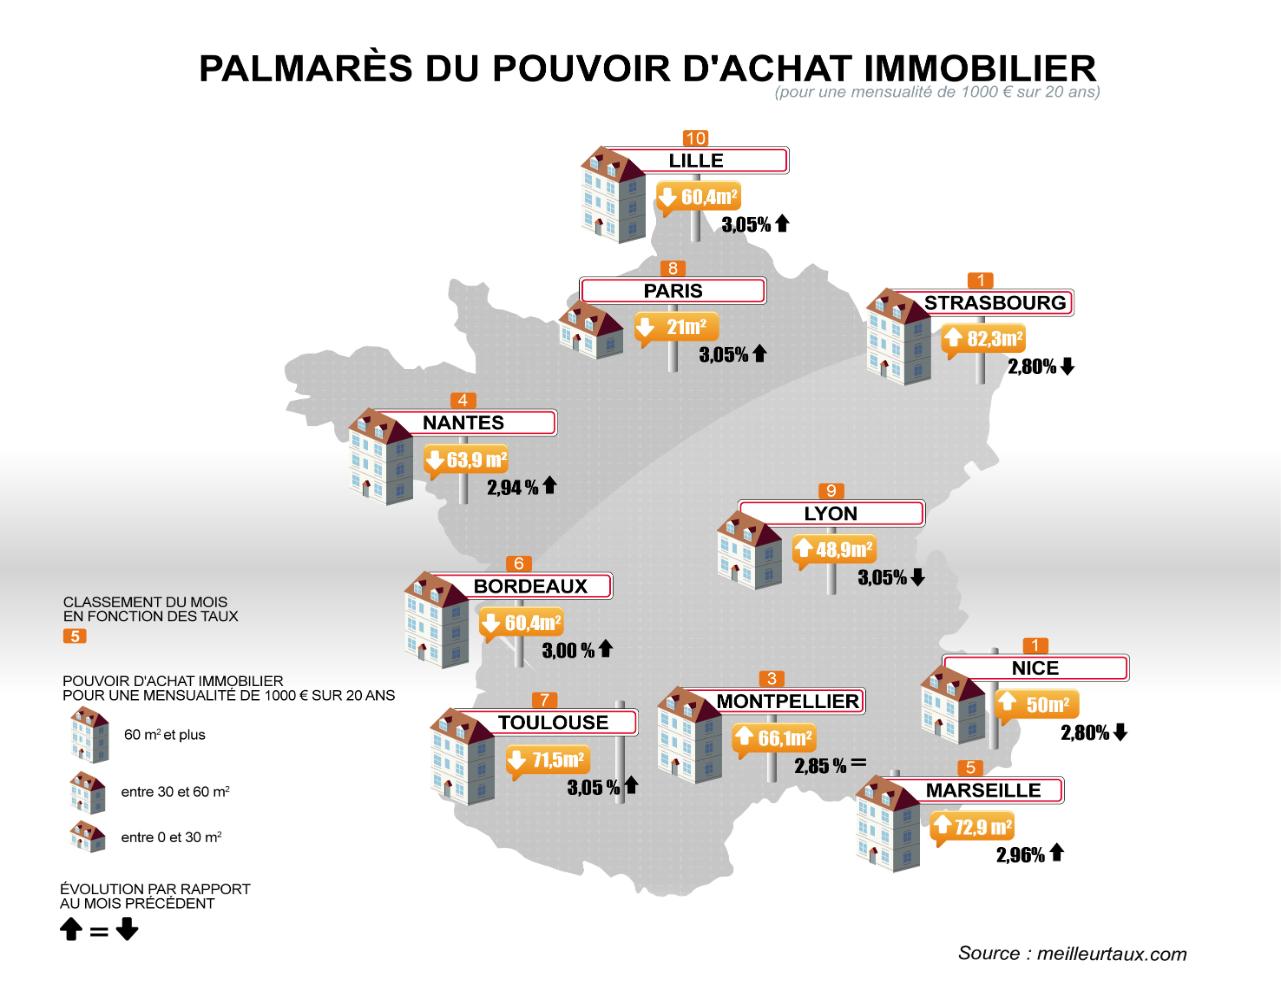 PALMARÈS DU POUVOIR D'ACHAT IMMOBILIER
(pour une mensualité de 1000 € sur 20 ans)
10
LILLE
60,4m²
3,05%
8
PARIS
21m²
3,05%
1
STRASBOURG
82,3m²
2,80%
4
NANTES
63,9 m²
2,94 %
9
LYON
48,9m²
3,05%
6
BORDEAUX
60,4m²
3,00 %
1
NICE
50m²
2,80%
3
MONTPELLIER
66,1m²
2,85 % =
7
TOULOUSE
71,5m²
3,05 %
5
MARSEILLE
72,9 m²
2,96%
CLASSEMENT DU MOIS
EN FONCTION DES TAUX
5
POUVOIR D'ACHAT IMMOBILIER
POUR UNE MENSUALITÉ DE 1000 € SUR 20 ANS
60 m² et plus
entre 30 et 60 m²
entre 0 et 30 m²
ÉVOLUTION PAR RAPPORT
AU MOIS PRÉCÉDENT
=
Source : meilleurtaux.com